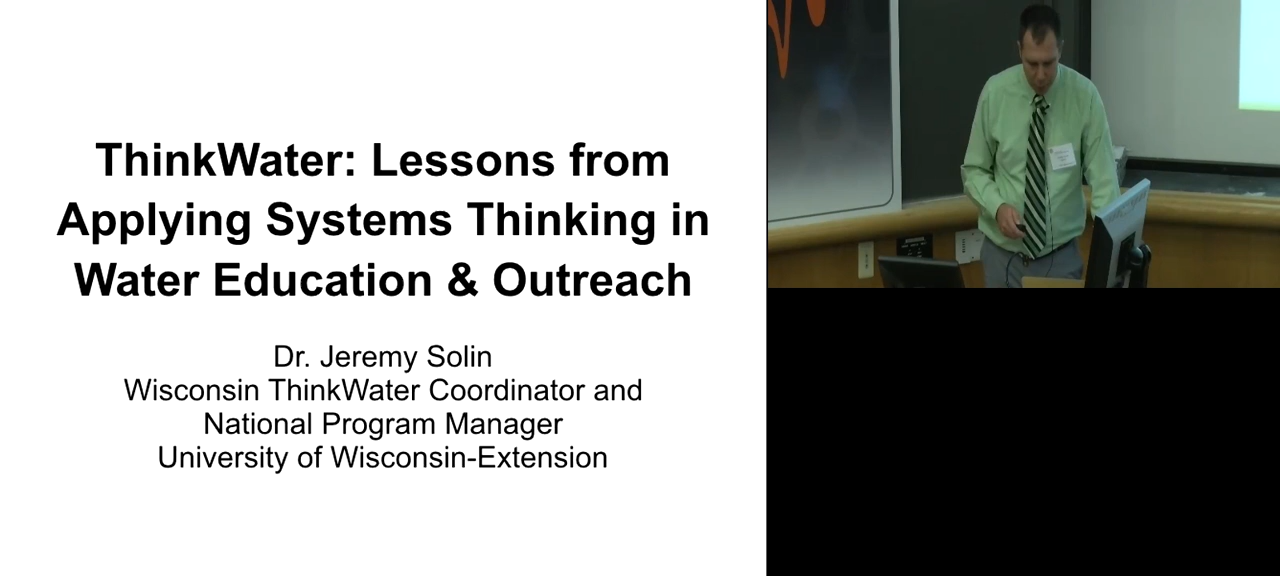 ThinkWater: Lessons from
Applying Systems Thinking in
Water Education & Outreach
Dr. Jeremy Solin
Wisconsin ThinkWater Coordinator and
National Program Manager
University of Wisconsin-Extension